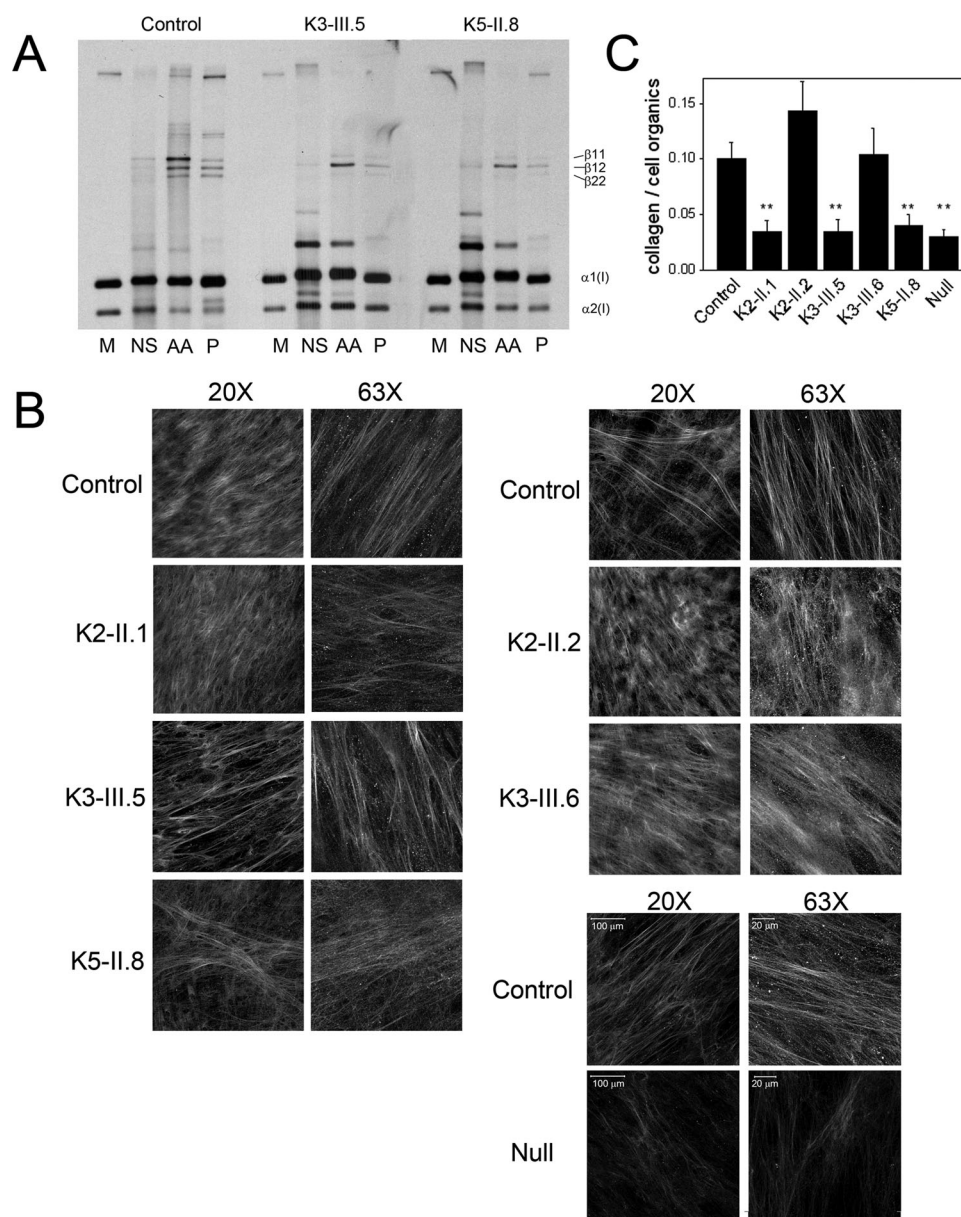 A
Control K3-III.5 K5-II.8
β11
β12
β22
α1(I)
α2(I)
M NS AA P M NS AA P M NS AA P
C
collagen / cell organics
0.15
0.10
0.05
0.00
** ** ** **
Control K2-II.1 K2-II.2 K3-III.5 K3-III.6 K5-II.8 Null
B
20X 63X
Control
K2-II.1
K3-III.5
K5-II.8
20X 63X
Control
K2-II.2
K3-III.6
20X 63X
100 μm 20 μm
Control
100 μm 20 μm
Null